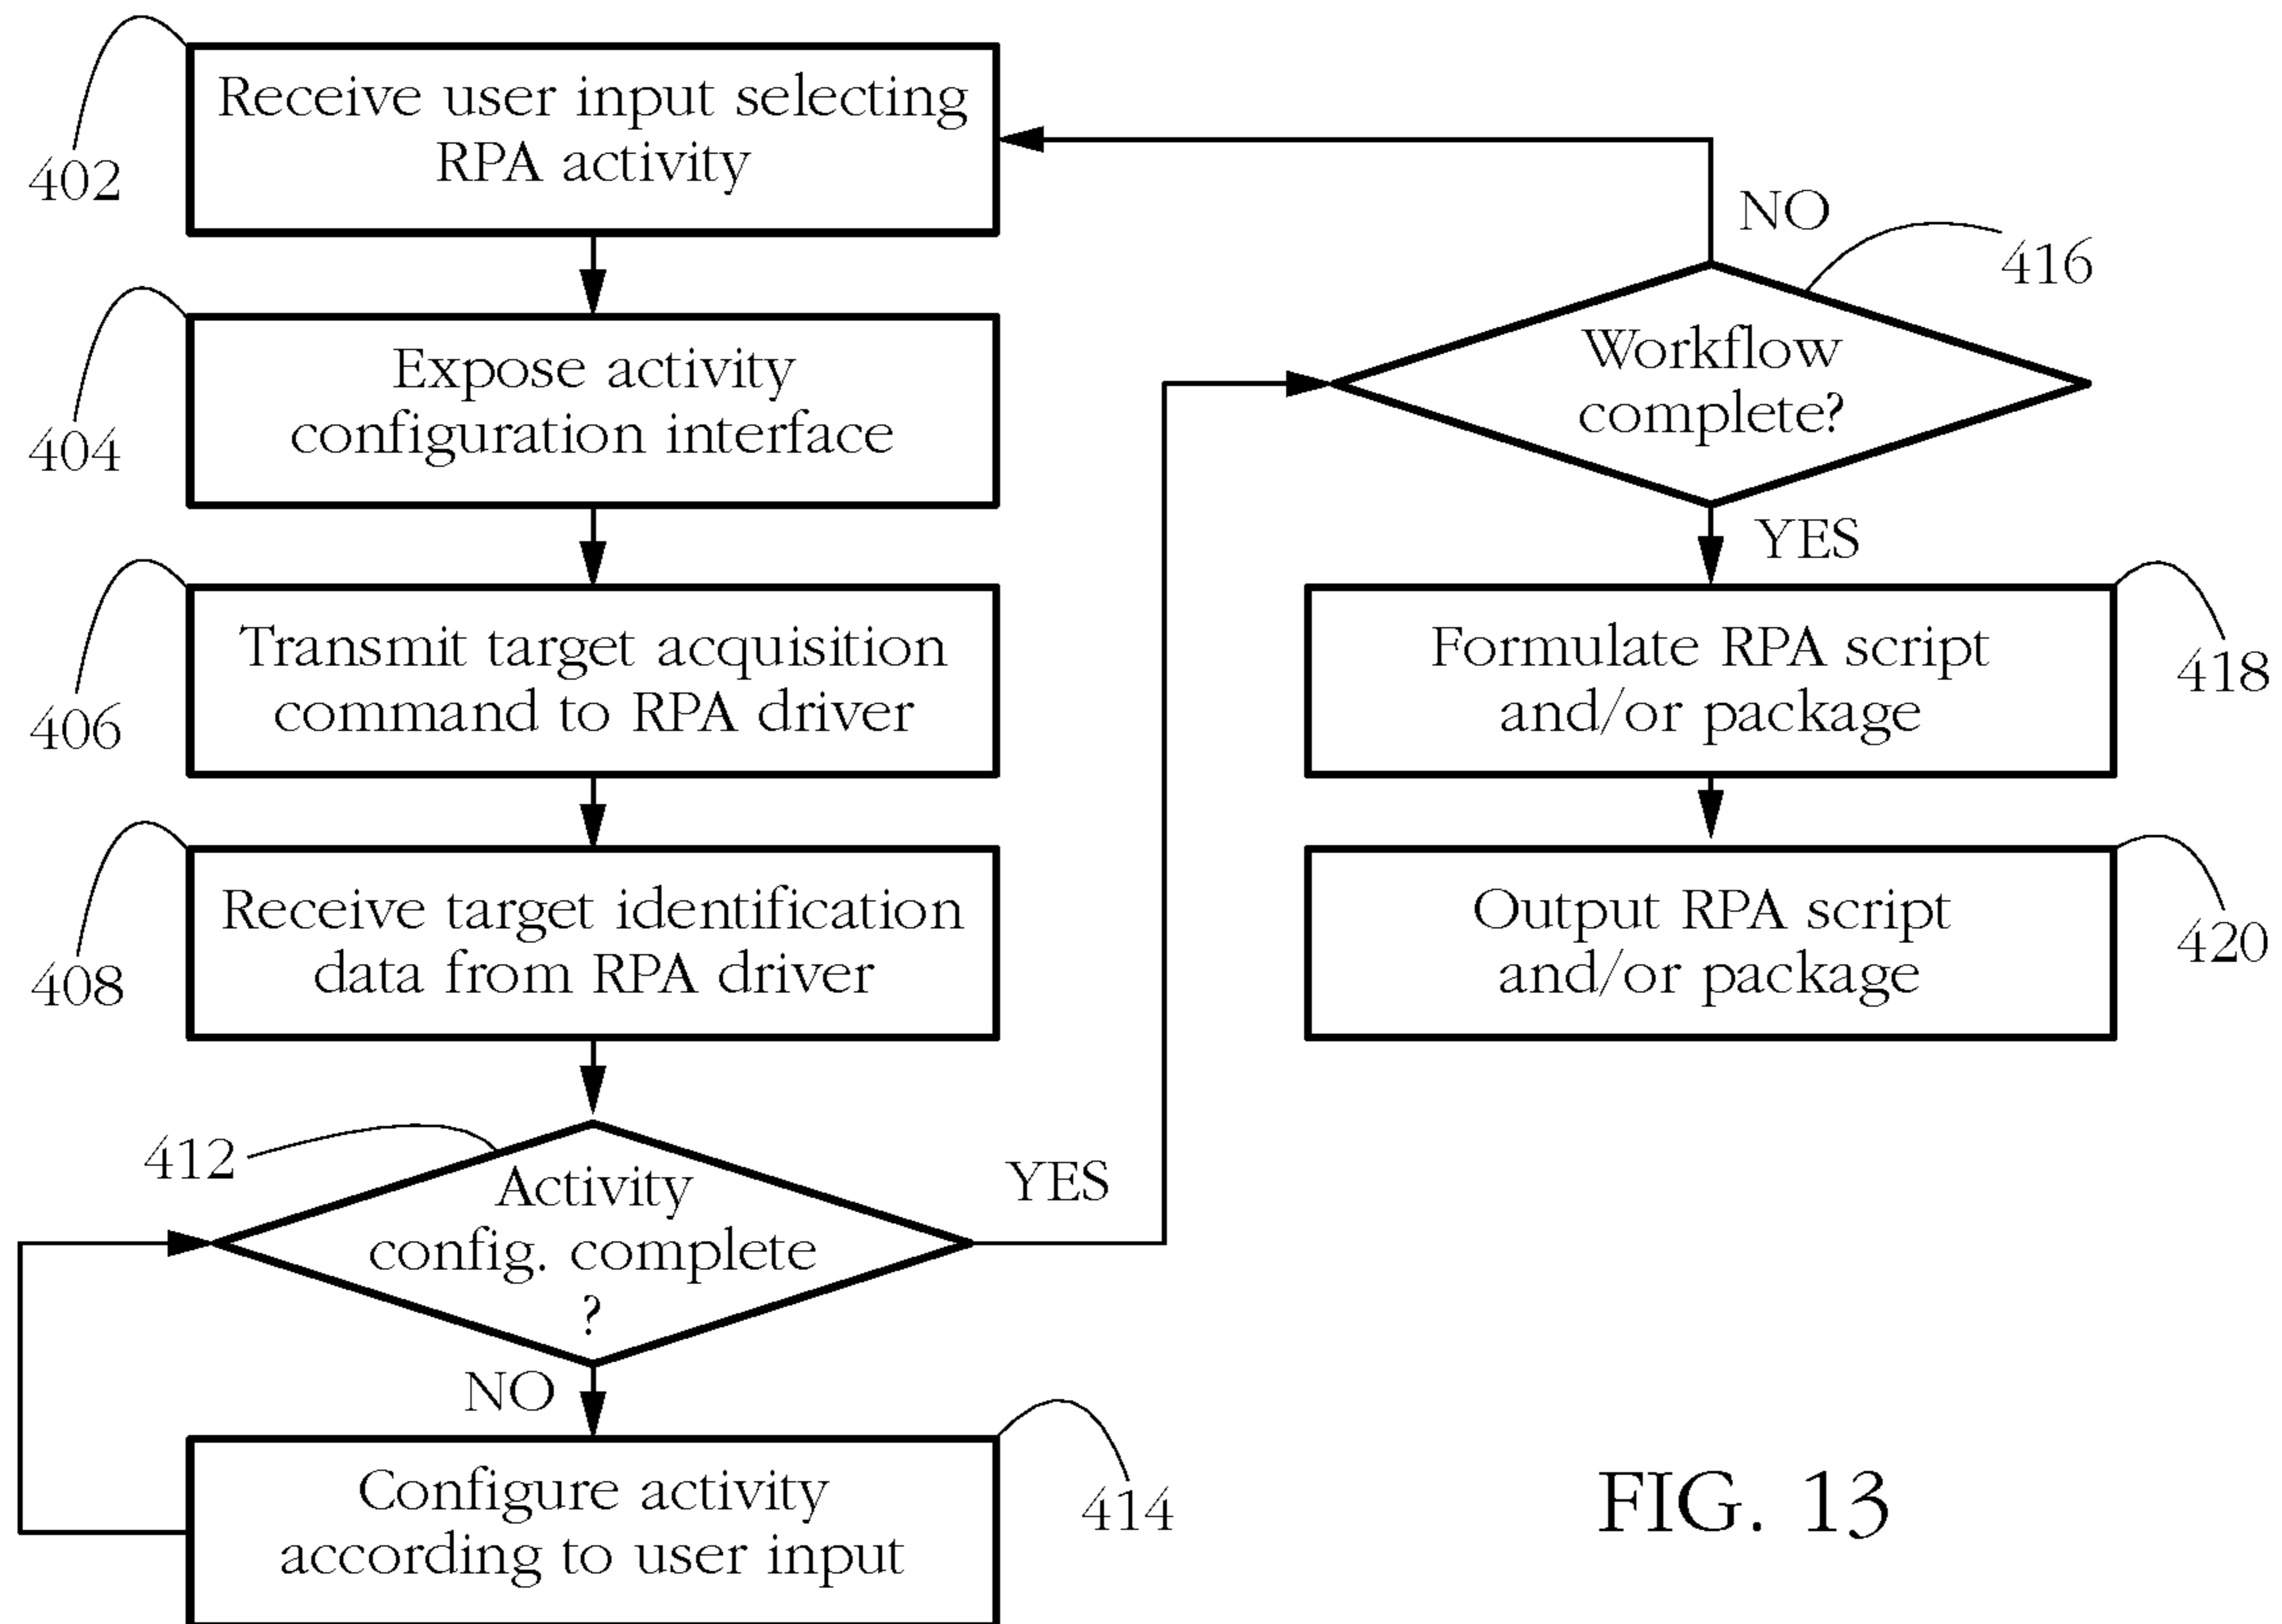 Receive user input selecting
RPA activity
402
Expose activity
configuration interface
404
Transmit target acquisition
command to RPA driver
406
Receive target identification
data from RPA driver
408
412
Activity
config. complete
?
YES
NO
Configure activity
according to user input
414
NO
416
Workflow
complete?
YES
Formulate RPA script
and/or package
418
Output RPA script
and/or package
420
FIG. 13